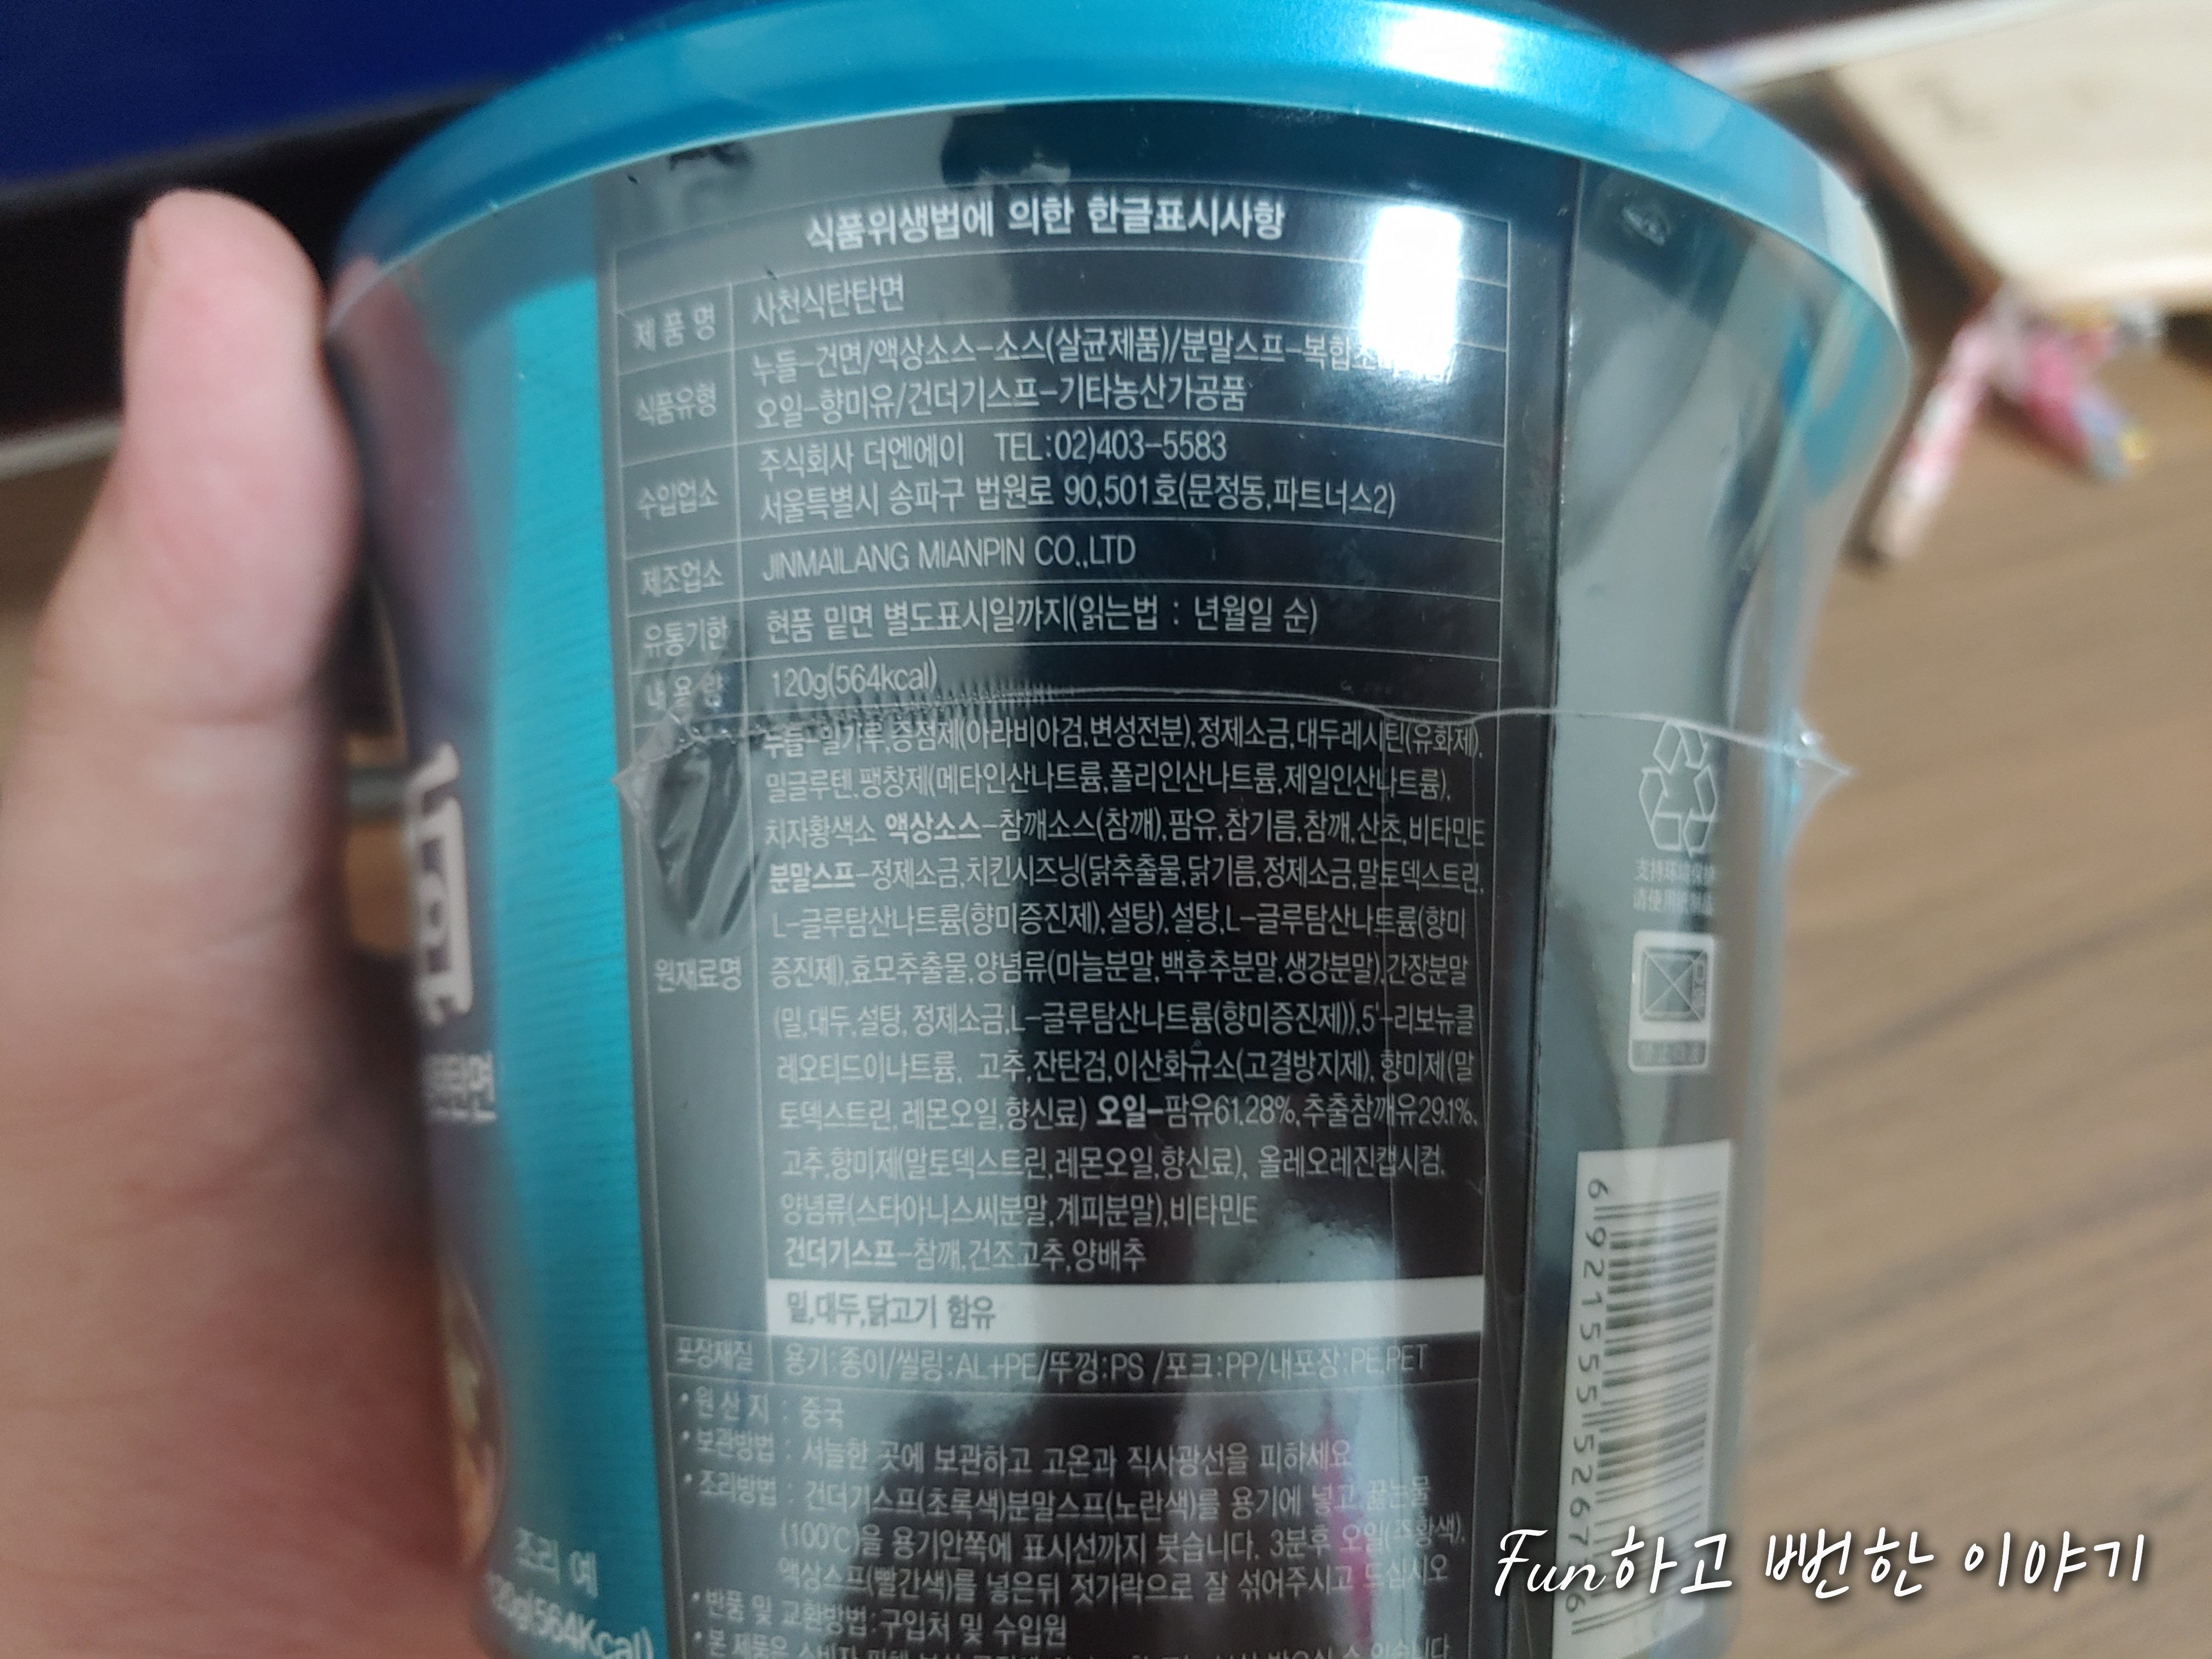 식품위생법에 의한 한글표시사항
제품명 사천식탄탄면
식품유형 누들-건면/액상소스-소스(살균제품)/분말스프-복합
오일-향미유/건더기스프-기타농산가공품
수입업소 주식회사 더엔에이 TEL:02)403-5583
서울특별시 송파구 법원로 90,501호(문정동,파트너스2)
제조업소 JINMAILANG MIANPIN CO.,LTD
유통기한 현품 밑면 별도표시일까지(읽는법 : 년월일 순)
내용량 120g(564kcal)
원재료명 누들-밀가루,증점제(아라비아검,변성전분),정제소금,대두레시틴(유화제),
밀글루텐,팽창제(메타인산나트륨,폴리인산나트륨,제일인산나트륨),
치자황색소 액상소스-참깨소스(참깨),팜유,참기름,참깨,산초,비타민E
분말스프-정제소금,치킨시즈닝(닭추출물,닭기름,정제소금,말토덱스트린,
L-글루탐산나트륨(향미증진제),설탕),설탕,L-글루탐산나트륨(향미
증진제),효모추출물,양념류(마늘분말,백후추분말,생강분말),간장분말
(밀,대두,설탕, 정제소금,L-글루탐산나트륨(향미증진제)),5'-리보뉴클
레오티드이나트륨, 고추,잔탄검,이산화규소(고결방지제), 향미제(말
토덱스트린, 레몬오일,향신료) 오일-팜유61.28%,추출참깨유29.1%,
고추,향미제(말토덱스트린,레몬오일,향신료), 올레오레진캡시컴,
양념류(스타아니스씨분말,계피분말),비타민E
건더기스프-참깨,건조고추,양배추
밀,대두,닭고기 함유
포장재질 용기:종이/씰링:AL+PE/뚜껑:PS /포크:PP/내포장:PE,PET
• 원산지 : 중국
• 보관방법 : 서늘한 곳에 보관하고 고온과 직사광선을 피하세요
• 조리방법 : 건더기스프(초록색)분말스프(노란색)를 용기에 넣고 끓는물
(100℃)을 용기안쪽에 표시선까지 붓습니다. 3분후 오일(주황색),
액상스프(빨간색)를 넣은뒤 젓가락으로 잘 섞어주시고 드십시오
• 반품 및 교환방법:구입처 및 수입원
• 본 제품은 소비자
탄면
조리 예
120g(564Kcal)
6 921555 526
Fun하고 뻔한 이야기